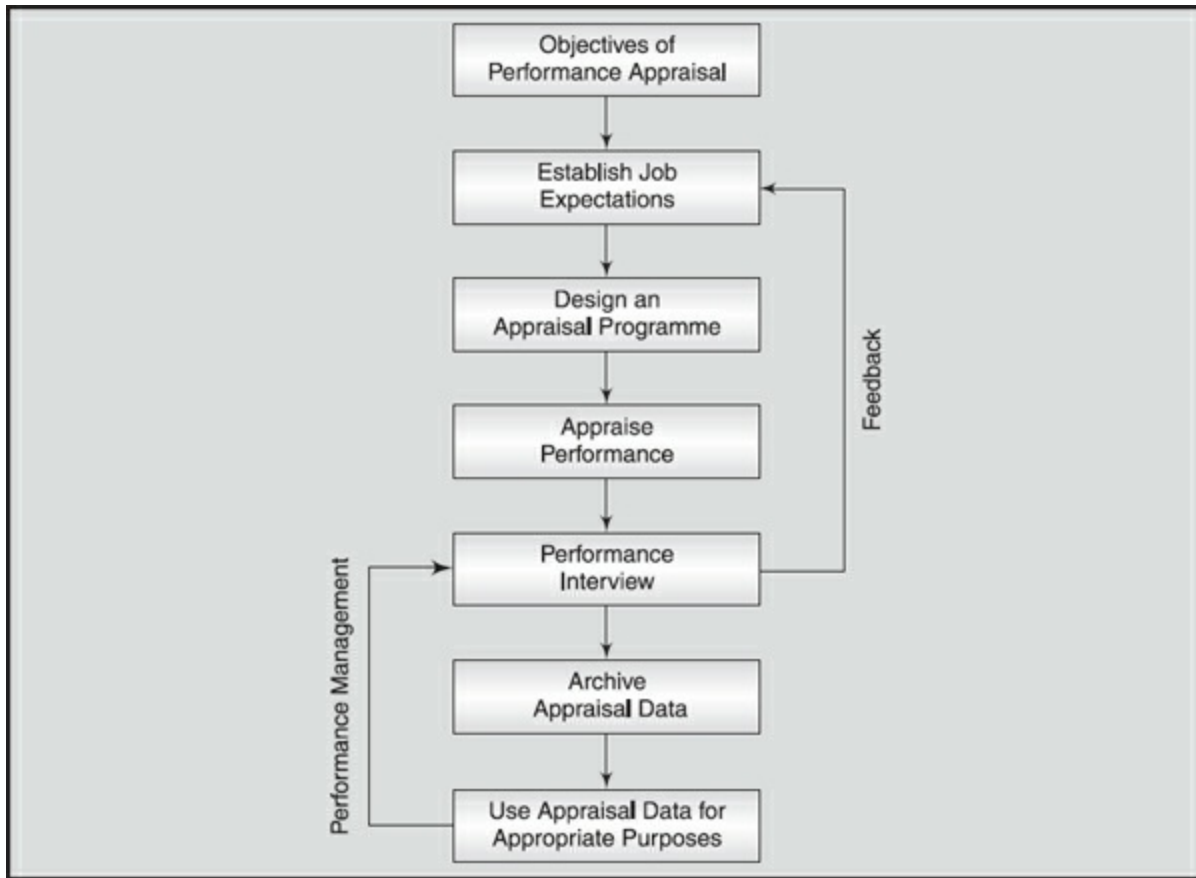 Objectives of
Performance Appraisal
Establish Job
Expectations
Design an
Appraisal Programme
Feedback
Appraise
Performance
Performance
Interview
Performance Management
Archive
Appraisal Data
Use Appraisal Data for
Appropriate Purposes